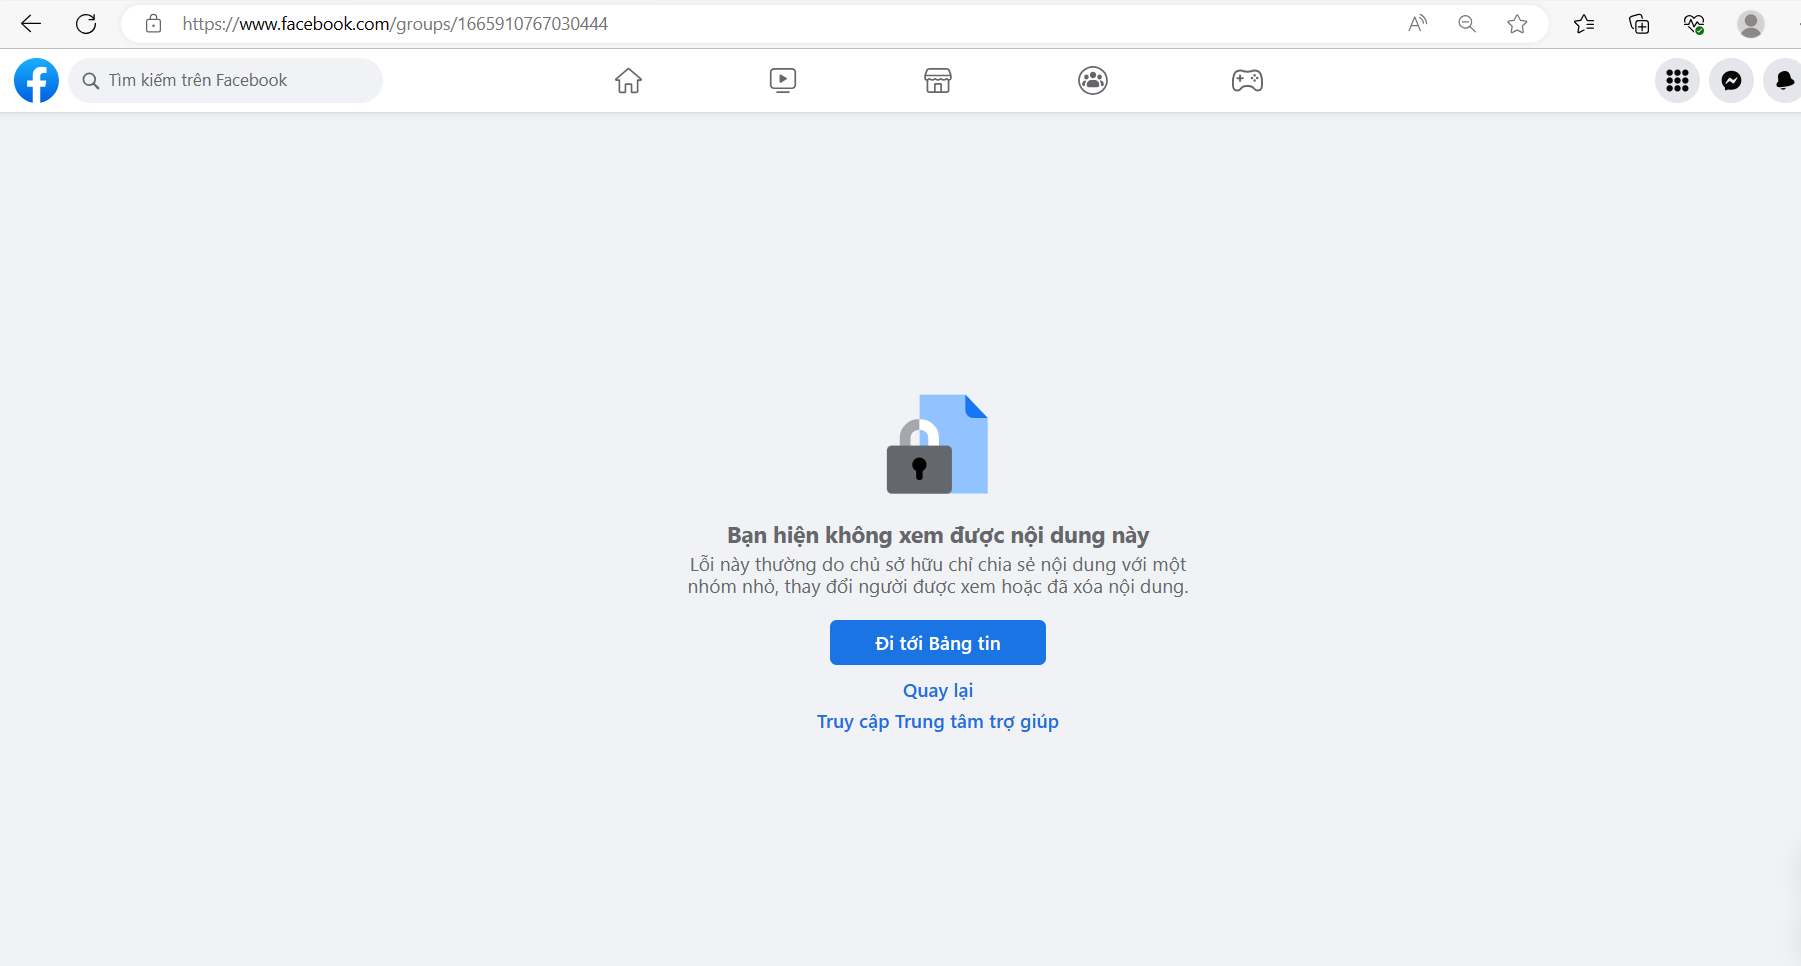 https://www.facebook.com/groups/1665910767030444
Tìm kiếm trên Facebook
Bạn hiện không xem được nội dung này
Lỗi này thường do chủ sở hữu chỉ chia sẻ nội dung với một
nhóm nhỏ, thay đổi người được xem hoặc đã xóa nội dung.
Đi tới Bảng tin
Quay lại
Truy cập Trung tâm trợ giúp